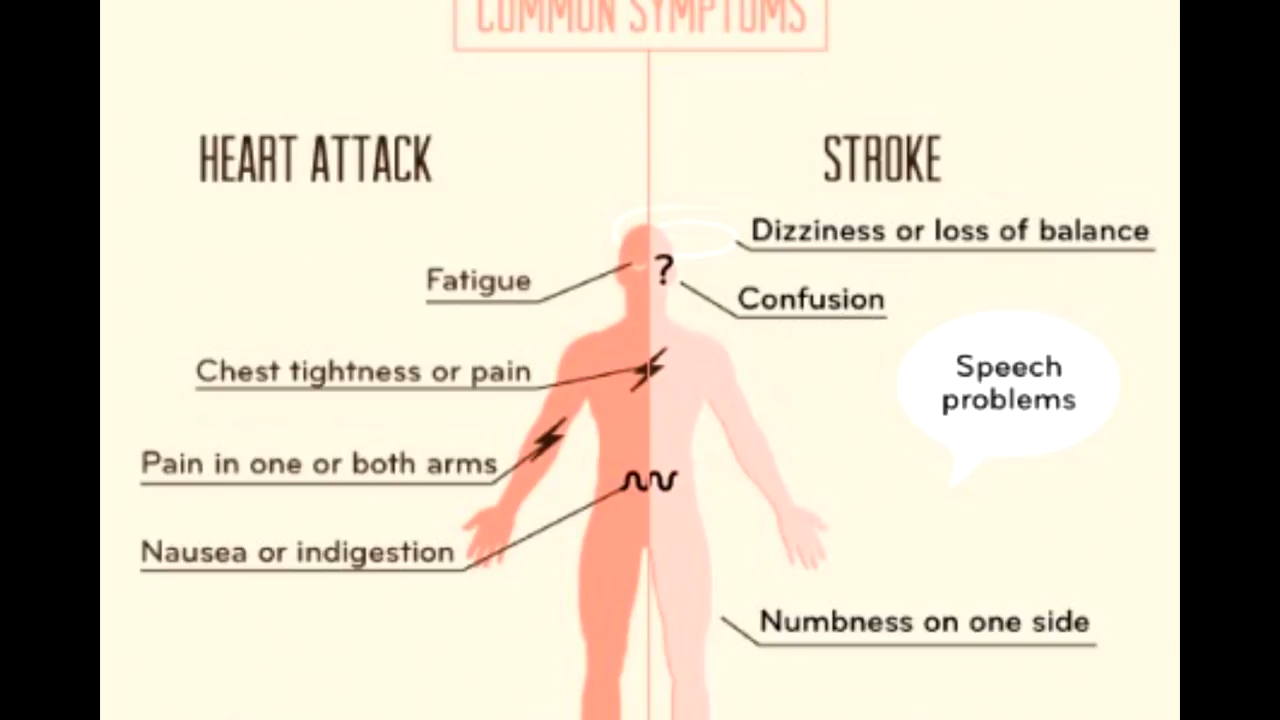 COMMON SYMPTOMS
HEART ATTACK
STROKE
Dizziness or loss of balance
Fatigue
?
Confusion
Chest tightness or pain
Speech
problems
Pain in one or both arms
Nausea or indigestion
Numbness on one side